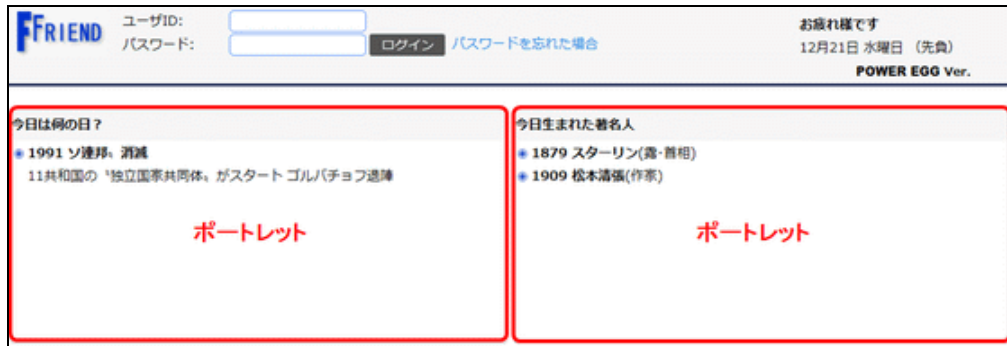 FFRIEND
ユーザID:
パスワード:
ログイン パスワードを忘れた場合
お疲れ様です
12月21日 水曜日 （先負）
POWER EGG Ver.
今日は何の日？
1991 ソ連邦、消滅
11共和国の〝独立国家共同体〟がスタート ゴルバチョフ退陣
ポートレット
今日生まれた著名人
1879 スターリン(露･首相)
1909 松本清張(作家)
ポートレット